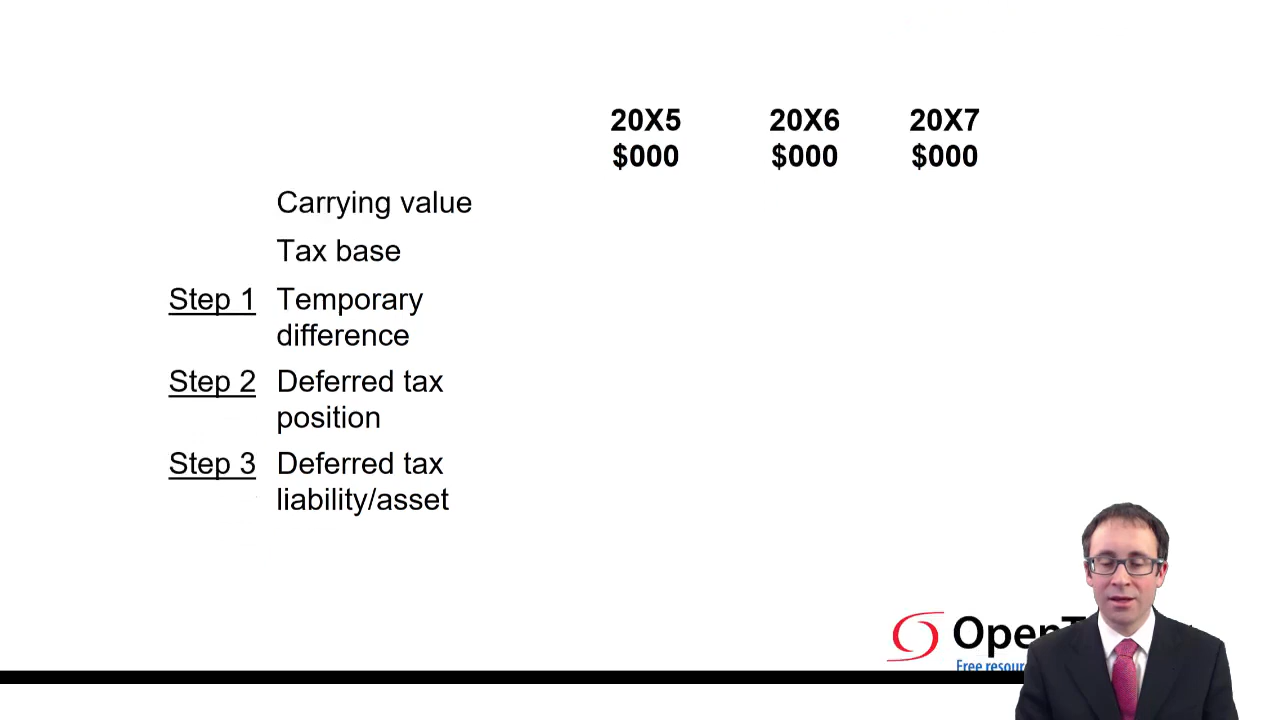 20X5 20X6 20X7
$000 $000 $000
Carrying value
Tax base
Step 1 Temporary
difference
Step 2 Deferred tax
position
Step 3 Deferred tax
liability/asset
Free